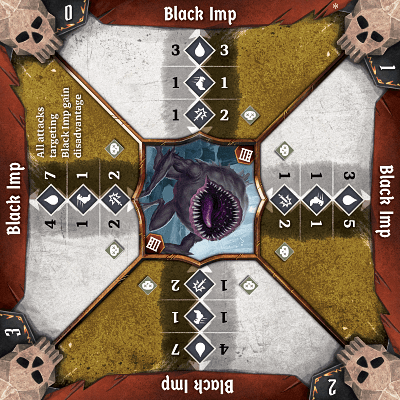 0
Black Imp
*
3 3
1 1
1 2
1
Black Imp
3 5
1 1
1 2
2
Black Imp
4 7
1 1
1 2
3
Black Imp
4 7
1 1
2 2
All attacks
targeting
Black Imp gain
disadvantage